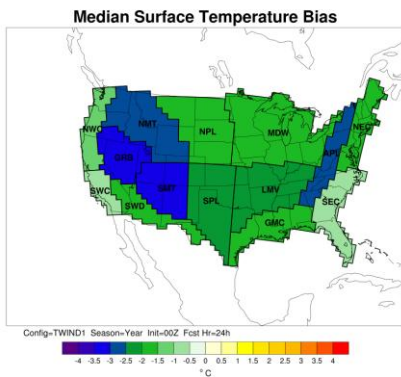 Median Surface Temperature Bias
NWC
NMT
NPL
MDW
NEC
GRB
APL
SWC
SMT
SPL
LMV
SWD
SEC
GMC
Config=TWIND1 Season=Year Init=00Z Fcst Hr=24h
-4 -3.5 -3 -2.5 -2 -1.5 -1 -0.5 0 0.5 1 1.5 2 2.5 3 3.5 4
° C